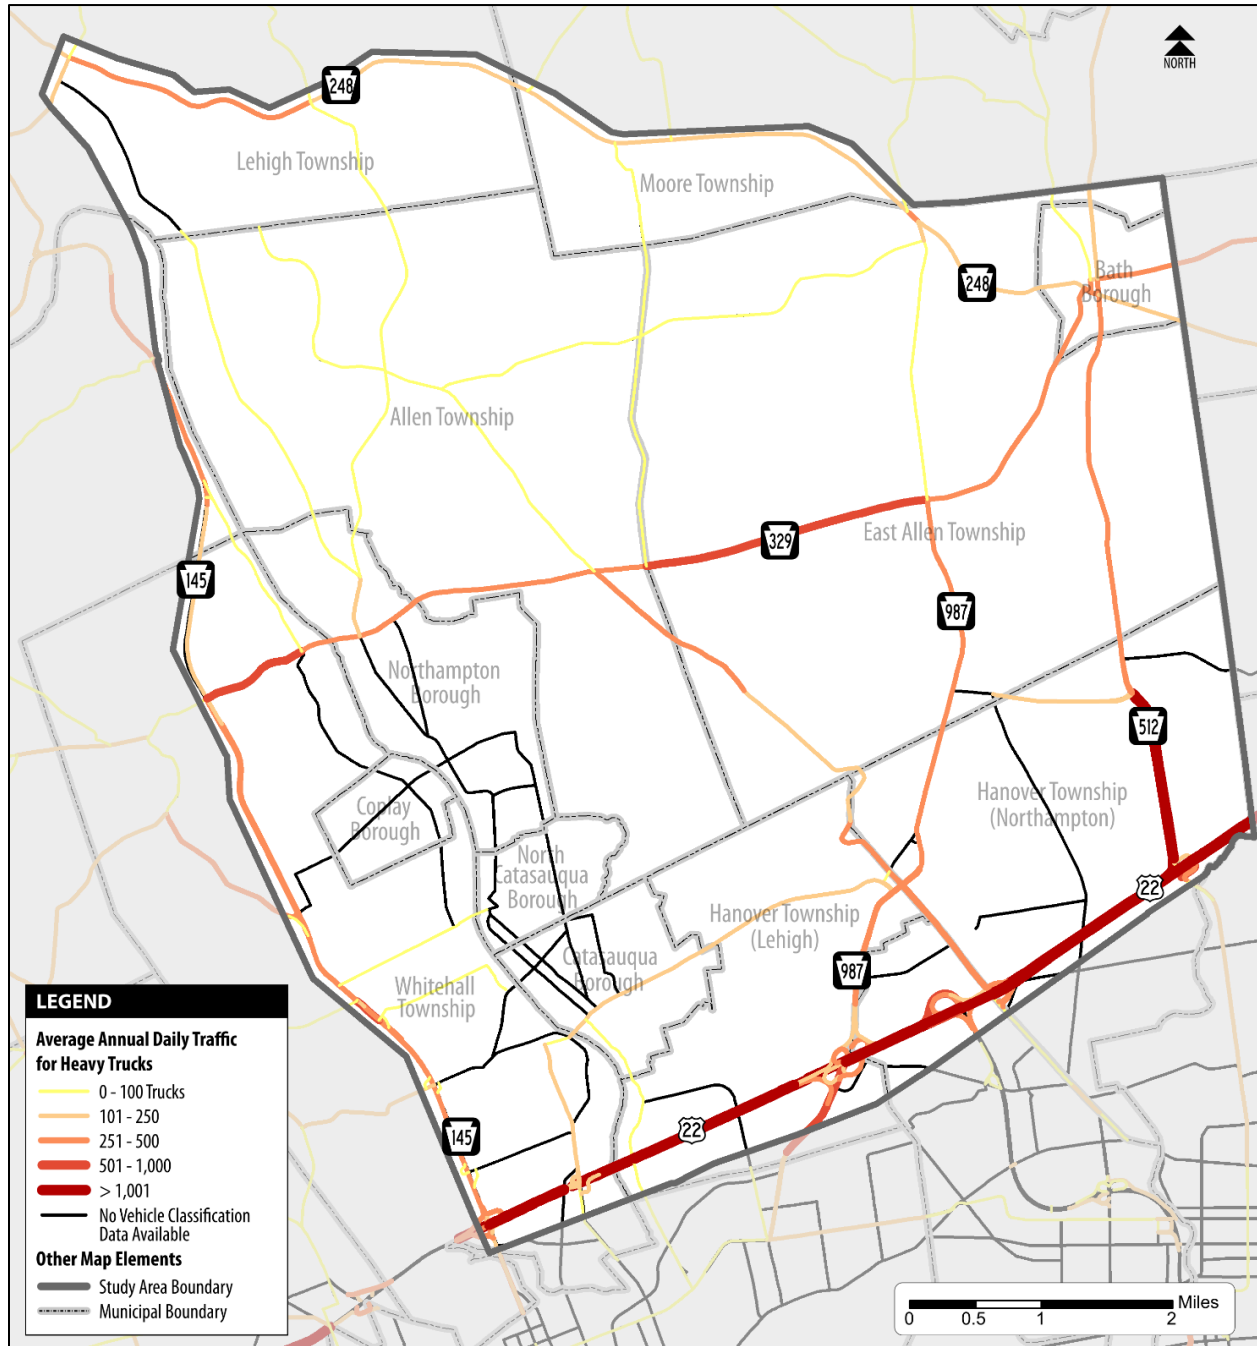 NORTH
248
Lehigh Township
Moore Township
248
Bath
Borough
Allen Township
329
East Allen Township
145
987
Northampton
Borough
512
Hanover Township
(Northampton)
Coplay
Borough
North
Catasauqua
Borough
22
Hanover Township
(Lehigh)
Catasauqua
Borough
987
Whitehall
Township
22
145
LEGEND
Average Annual Daily Traffic
for Heavy Trucks
0 - 100 Trucks
101 - 250
251 - 500
501 - 1,000
> 1,001
No Vehicle Classification
Data Available
Other Map Elements
Study Area Boundary
Municipal Boundary
Miles
0 0.5 1 2